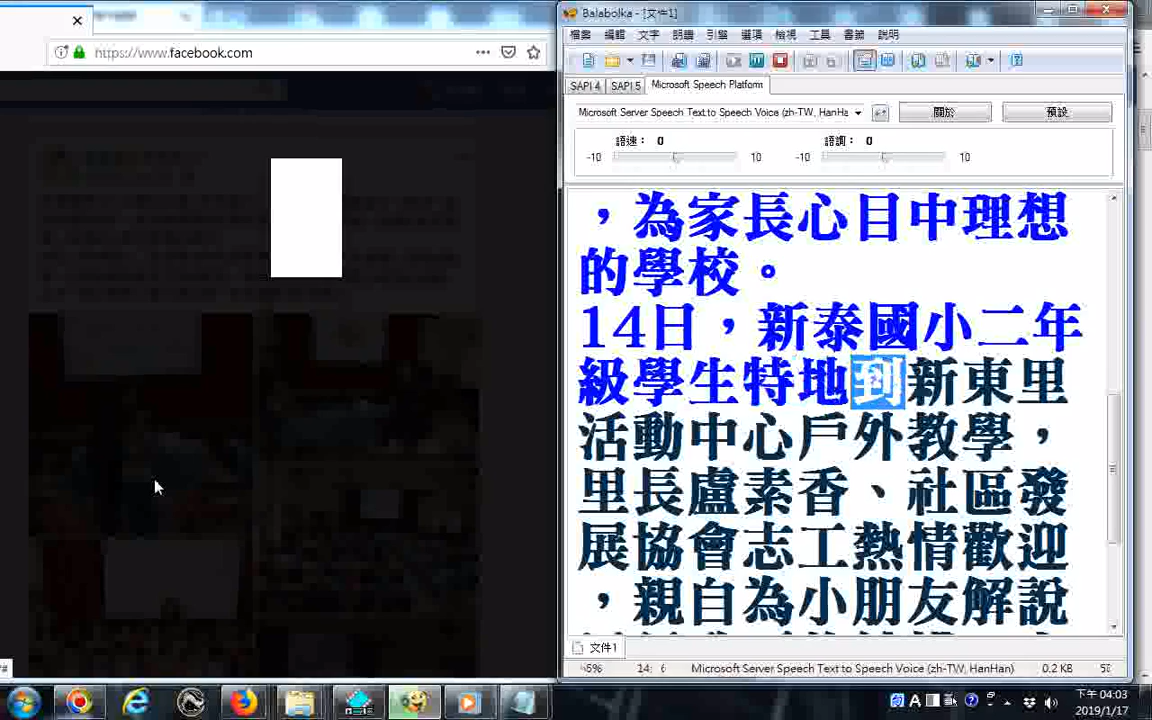 https://www.facebook.com
Balabolka - [文件1]
檔案 編輯 文字 朗讀 引擎 選項 檢視 工具 書籤 說明
SAPI 4 SAPI 5 Microsoft Speech Platform
Microsoft Server Speech Text to Speech Voice (zh-TW, HanHa
關於 預設
語速： 0 語調： 0
-10 10 -10 10
，為家長心目中理想
的學校。
14日，新泰國小二年
級學生特地到新東里
活動中心戶外教學，
里長盧素香、社區發
展協會志工熱情歡迎
，親自為小朋友解說
文件1
14: 6 Microsoft Server Speech Text to Speech Voice (zh-TW, HanHan) 0.2 KB
下午 04:03
2019/1/17